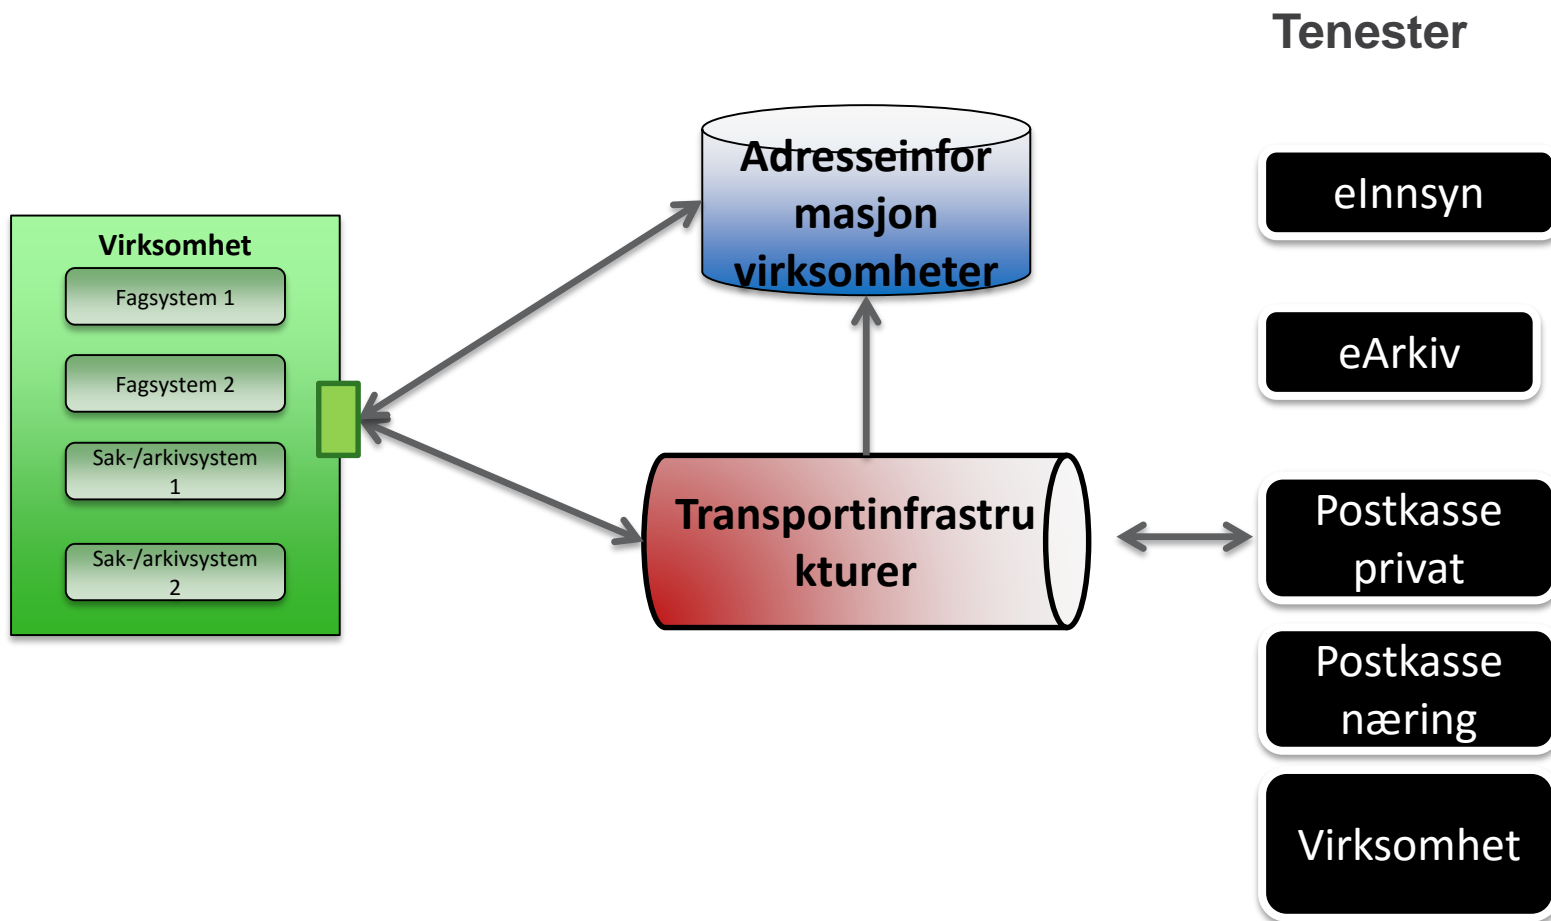 Tenester
Adresseinfor
masjon
virksomheter
Virksomhet
Fagsystem 1
Fagsystem 2
Sak-/arkivsystem
1
Sak-/arkivsystem
2
Transportinfrastru
kturer
eInnsyn
eArkiv
Postkasse
privat
Postkasse
næring
Virksomhet